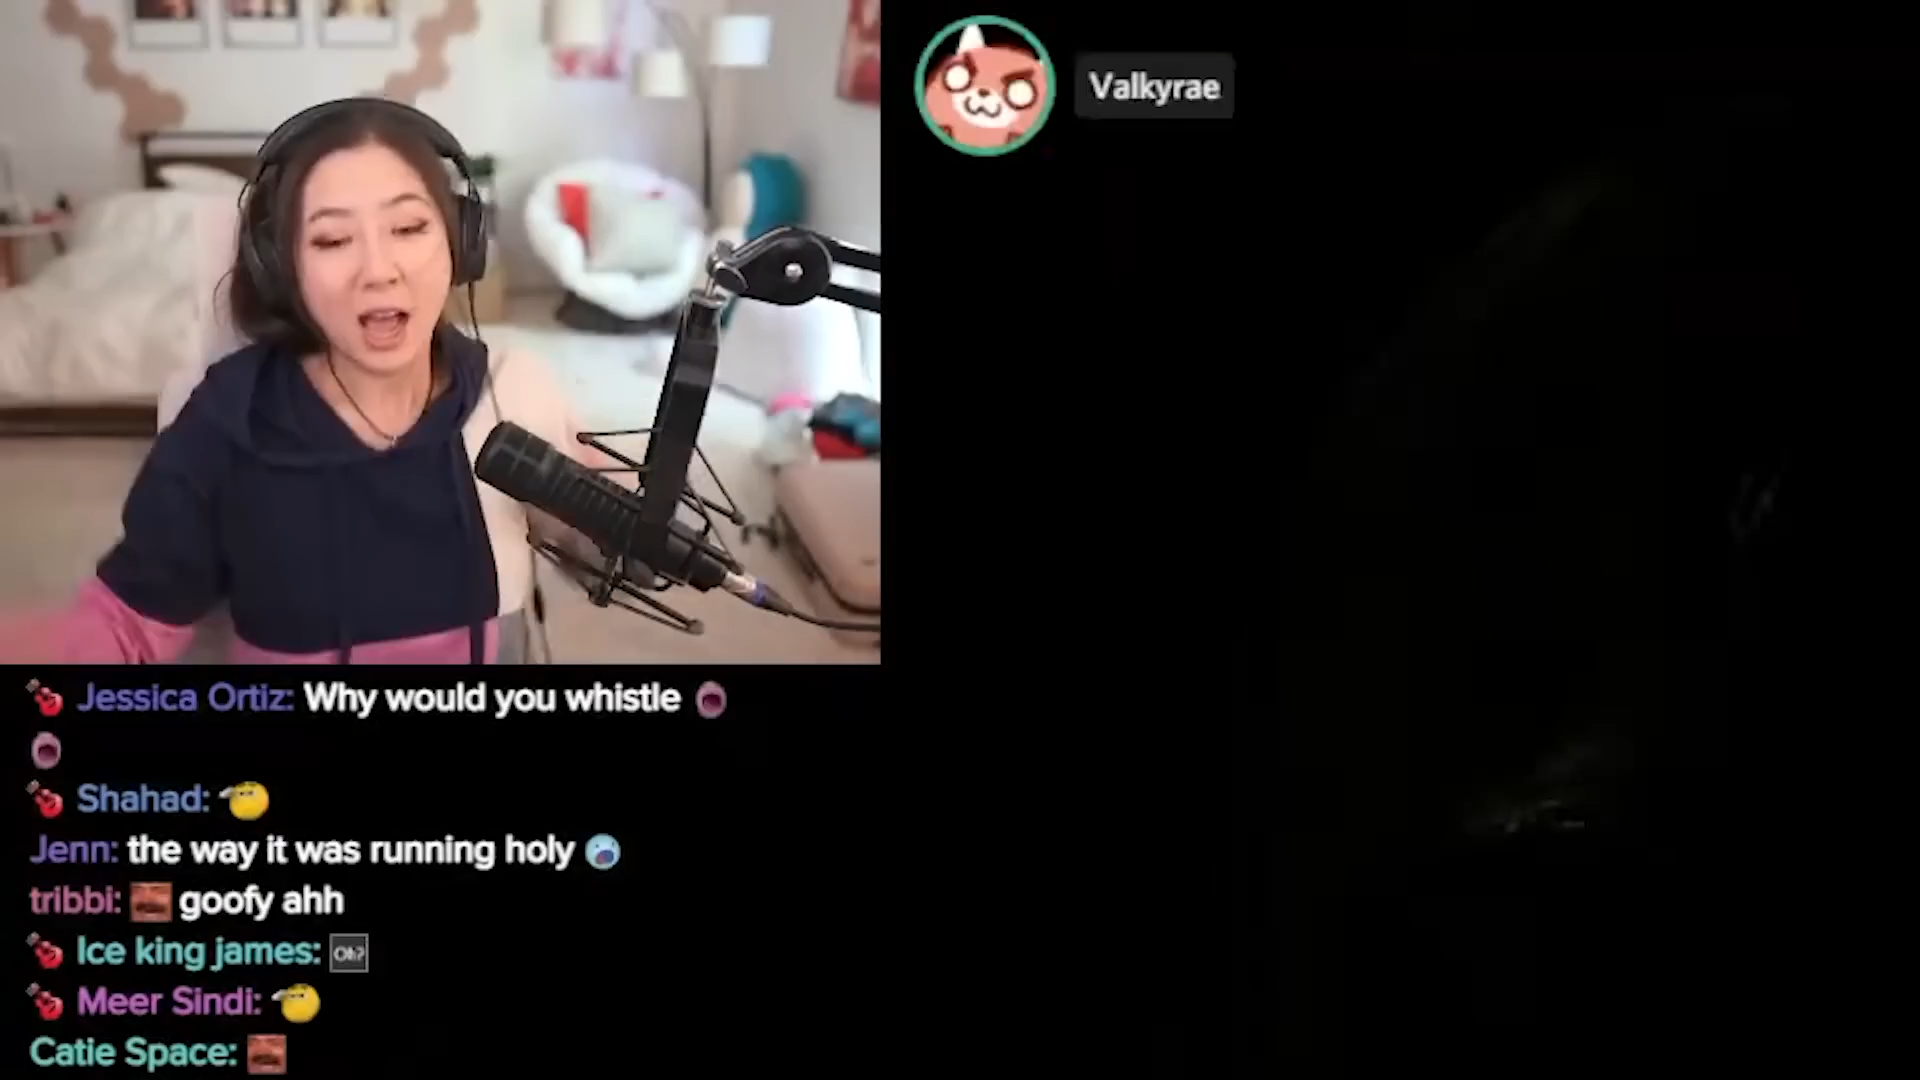 Valkyrae
Jessica Ortiz: Why would you whistle
Shahad:
Jenn: the way it was running holy
tribbi: goofy ahh
Ice king james: Oh?
Meer Sindi:
Catie Space: